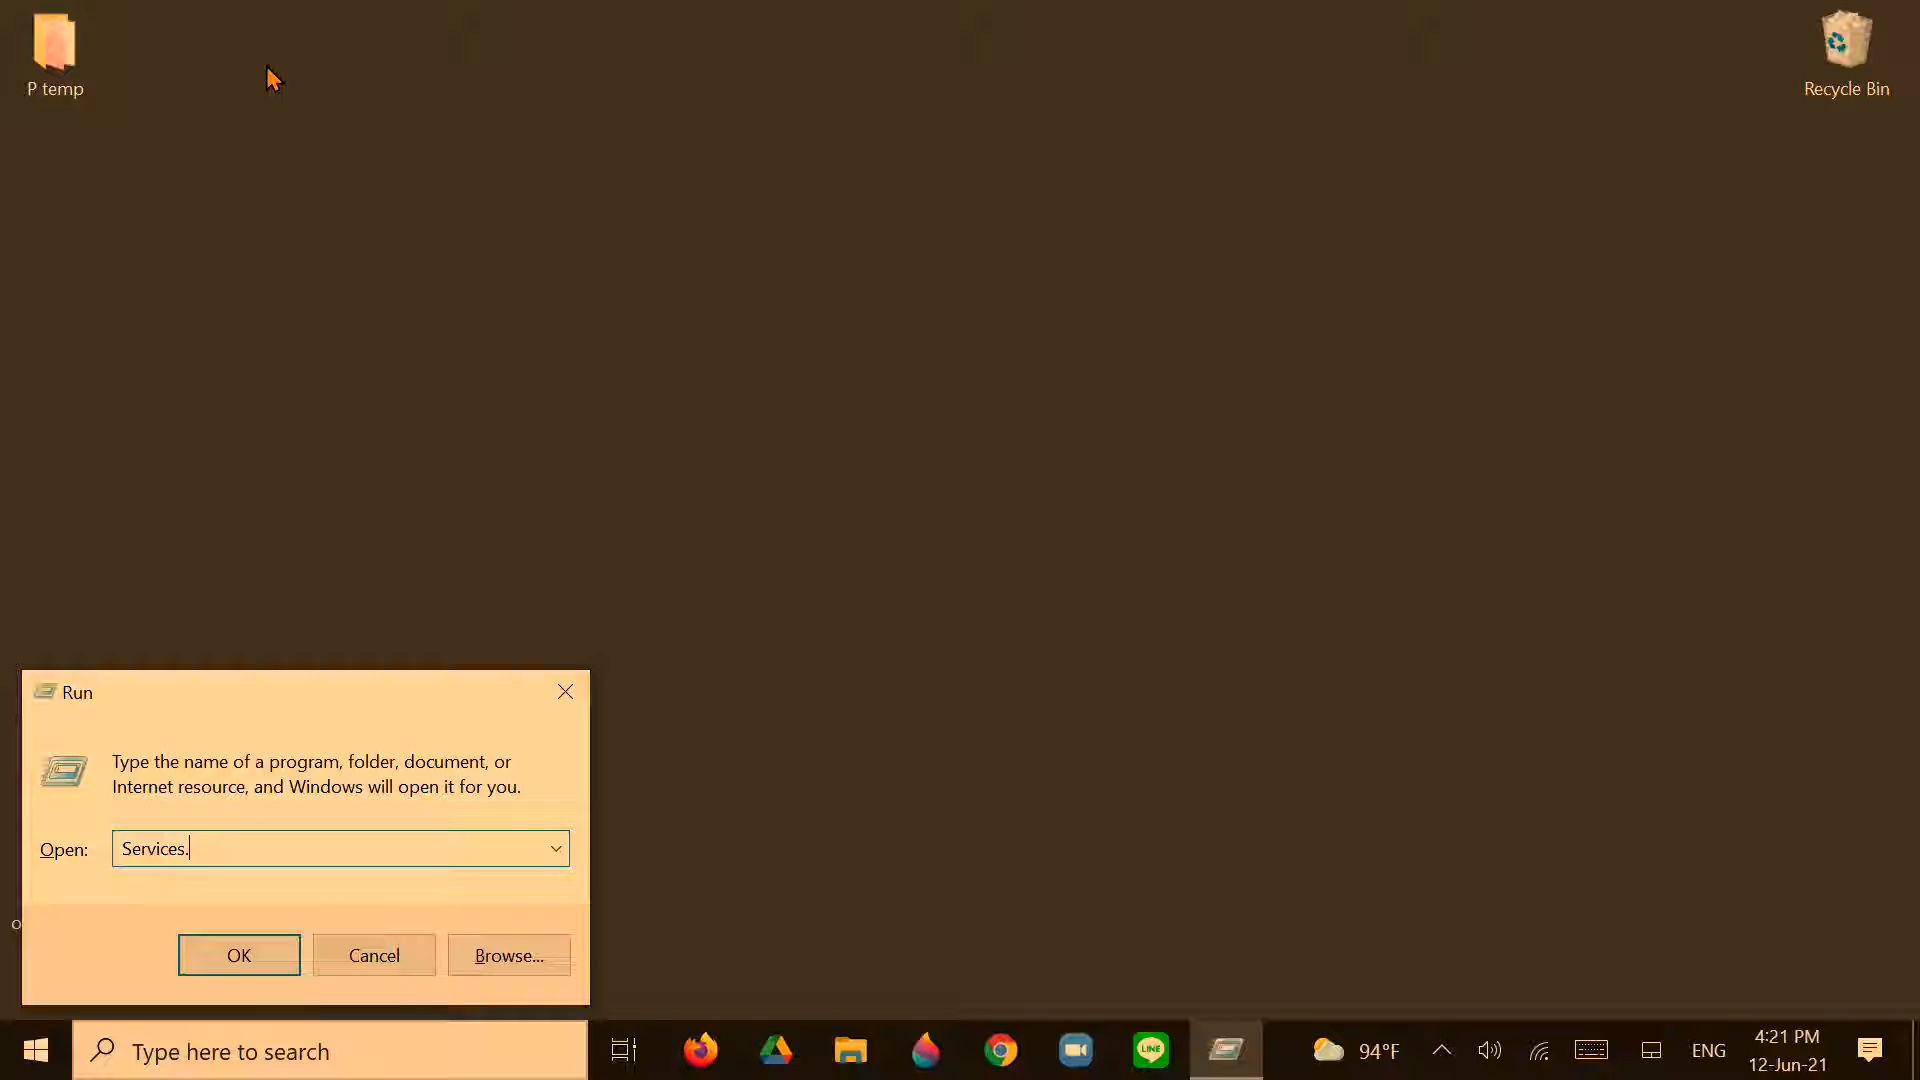 P temp
Recycle Bin
Run
Type the name of a program, folder, document, or
Internet resource, and Windows will open it for you.
Open:
Services.
OK
Cancel
Browse...
Type here to search
LINE
94°F
ENG
4:21 PM
12-Jun-21